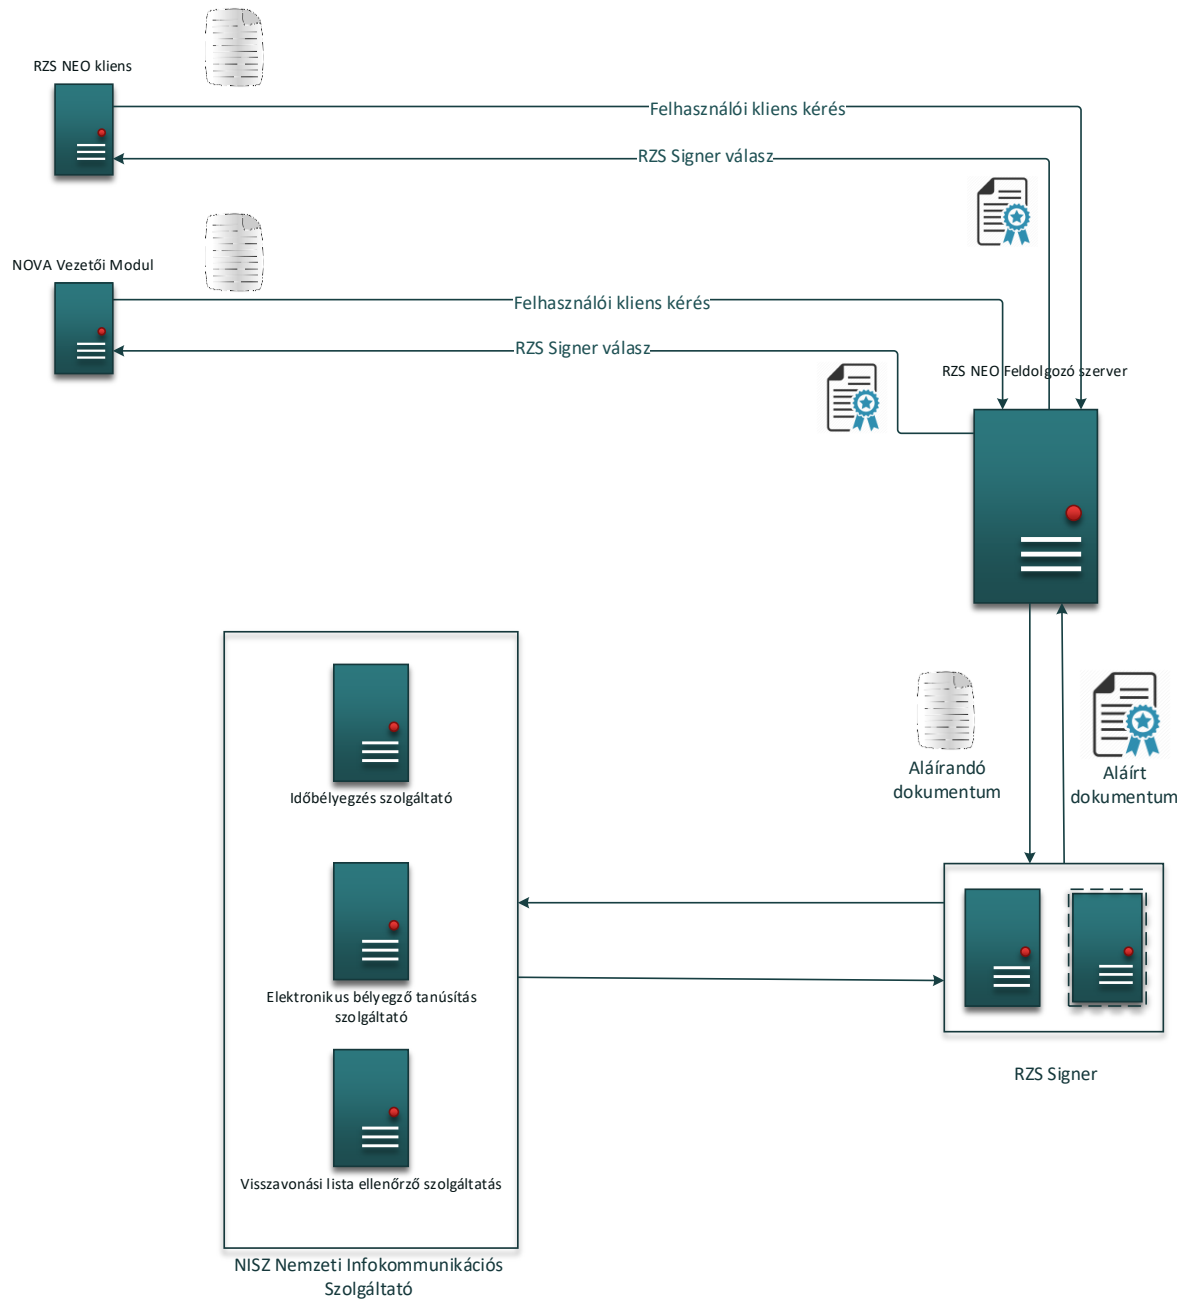 RZS NEO kliens
Felhasználói kliens kérés
RZS Signer válasz
NOVA Vezetői Modul
Felhasználói kliens kérés
RZS Signer válasz
RZS NEO Feldolgozó szerver
Aláírandó
dokumentum
Aláírt
dokumentum
Időbélyegzés szolgáltató
Elektronikus bélyegző tanúsítás
szolgáltató
RZS Signer
Visszavonási lista ellenőrző szolgáltatás
NISZ Nemzeti Infokommunikációs
Szolgáltató